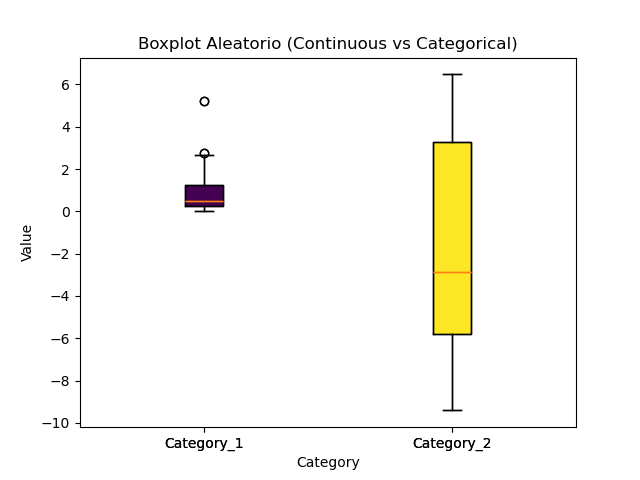 Boxplot Aleatorio (Continuous vs Categorical)
6
4
2
0
−2
−4
−6
−8
−10
Value
Category_1 Category_2
Category